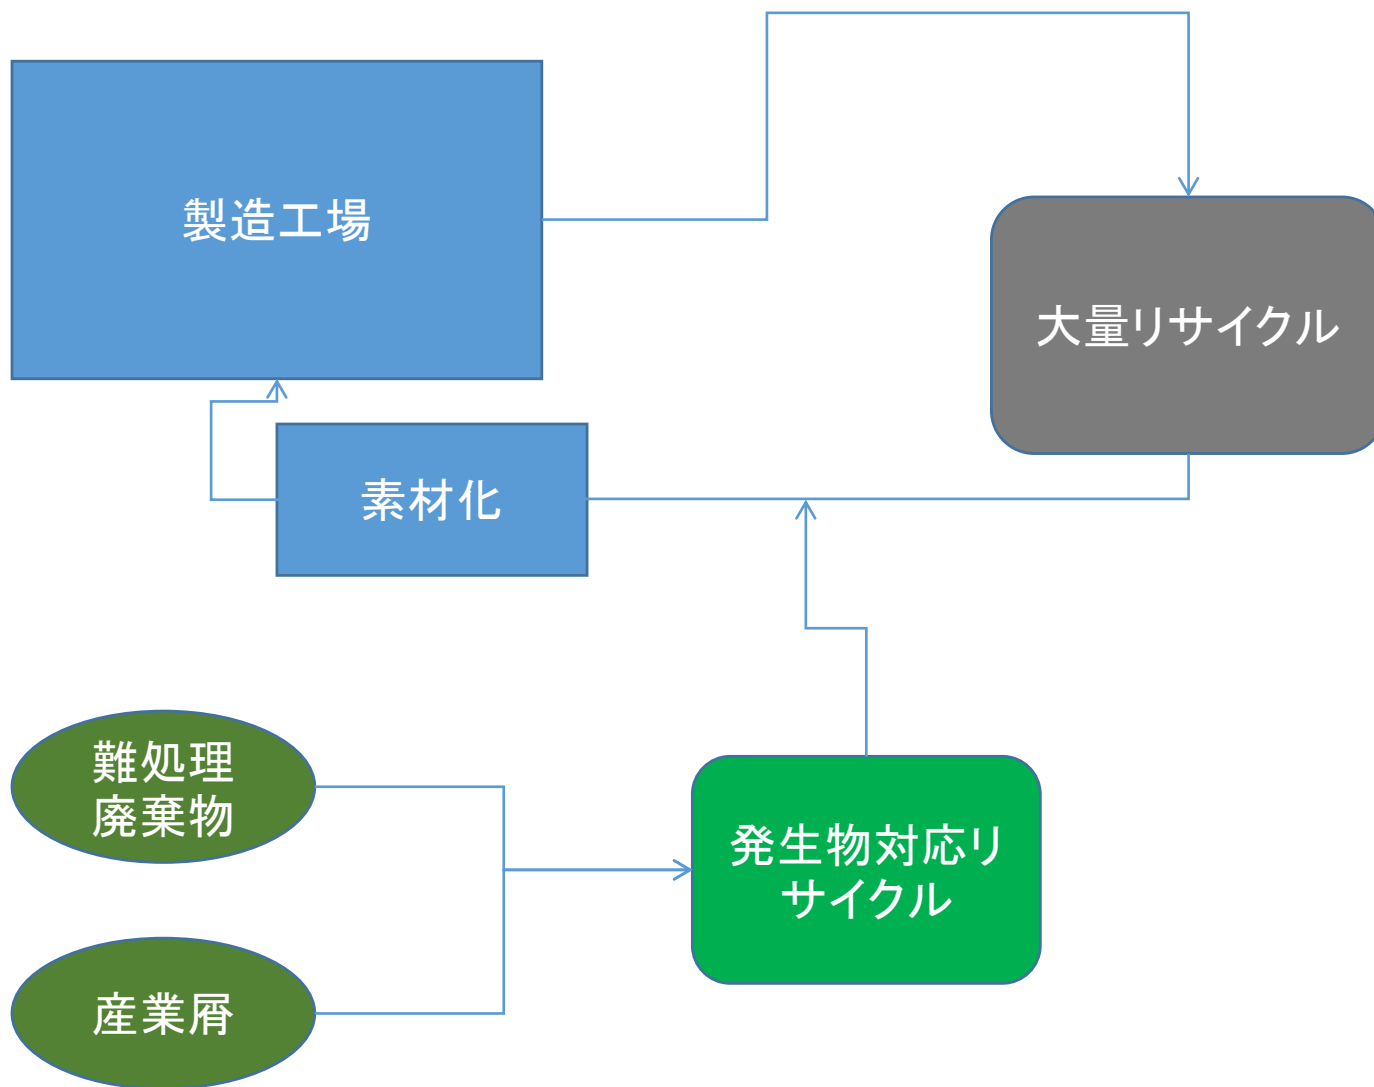 製造工場
大量リサイクル
素材化
難処理
廃棄物
発生物対応リ
サイクル
産業屑